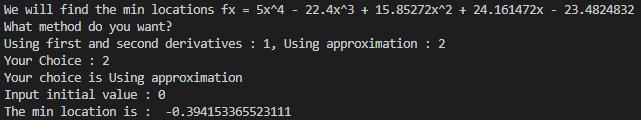 We will find the min locations fx = 5x^4 - 22.4x^3 + 15.85272x^2 + 24.161472x - 23.4824832
What method do you want?
Using first and second derivatives : 1, Using approximation : 2
Your Choice : 2
Your choice is Using approximation
Input initial value : 0
The min location is :  -0.394153365523111